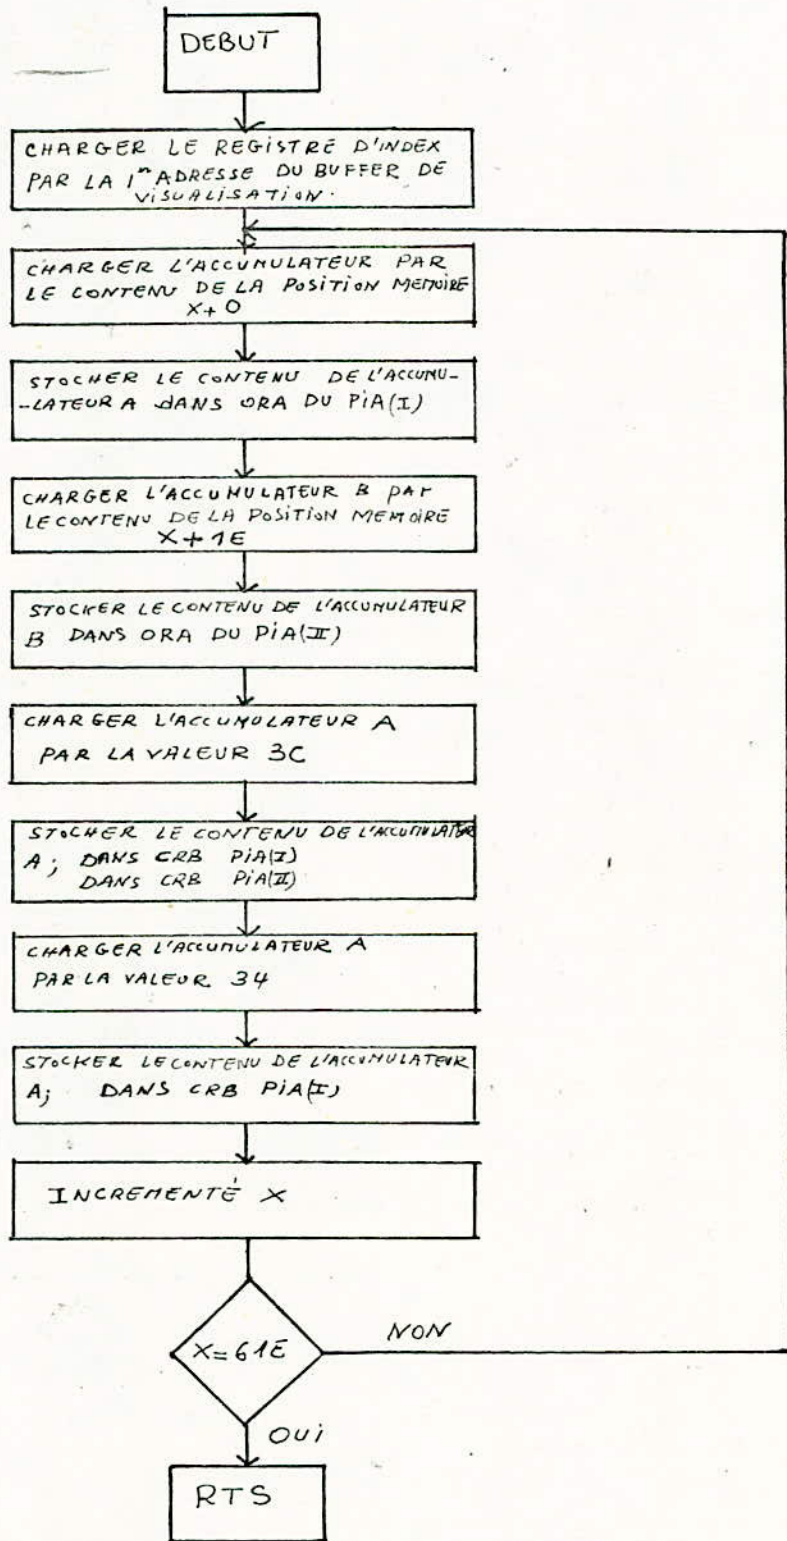 DEBUT
CHARGER LE REGISTRE D'INDEX
PAR LA 1re ADRESSE DU BUFFER DE
VISUALISATION.
CHARGER L'ACCUMULATEUR PAR
LE CONTENU DE LA POSITION MEMOIRE
X+0
STOCHER LE CONTENU DE L'ACCUMU-
-LATEUR A DANS ORA DU PIA(I)
CHARGER L'ACCUMULATEUR B PAr
LE CONTENU DE LA POSITION MEMOIRE
X+1E
STOCKER LE CONTENU DE L'ACCUMULATEUR
B DANS ORA DU PIA(II)
CHARGER L'ACCUMOLATEUR A
PAR LA VALEUR 3C
STOCHER LE CONTENU DE L'ACCUMULATEUR
A; DANS CRB PIA(I)
DANS CRB PIA(II)
CHARGER L'ACCUMULATEUR A
PAR LA VALEUR 34
STOCKER LE CONTENU DE L'ACCUMULATEUR
A; DANS CRB PIA(I)
INCREMENTÉ X
X=61E
NON
OUI
RTS